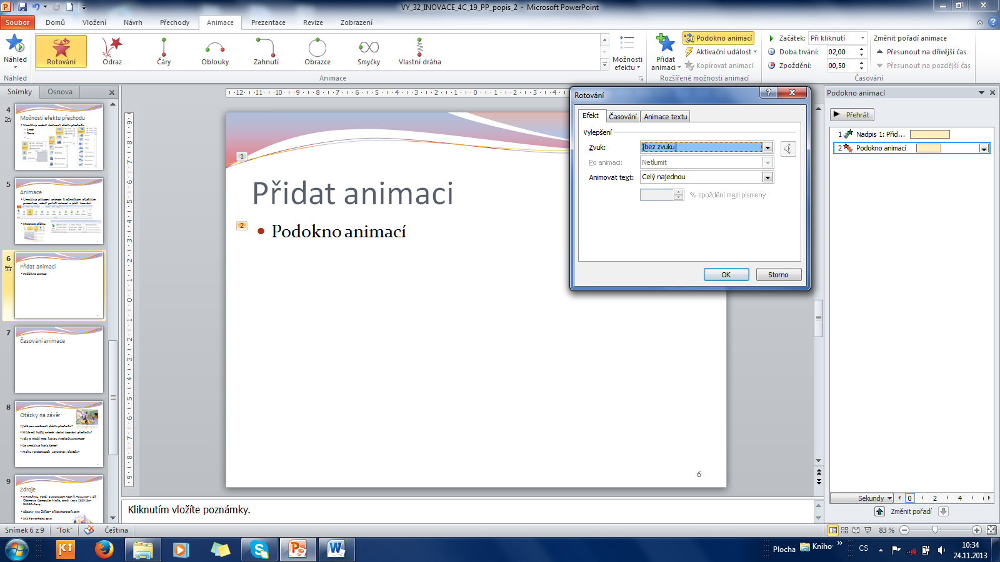 VY_32_INOVACE_4C_19_PP_popis_2 - Microsoft PowerPoint
Soubor Domů Vložení Návrh Přechody Animace Prezentace Revize Zobrazení
Náhled
Náhled
Rotování Odraz Čáry Oblouky Zahnutí Obrazce Smyčky Vlastní dráha
Animace
Možnosti efektu
Přidat animaci
Podokno animací
Aktivační událost
Kopírovat animaci
Rozšířené možnosti animací
Začátek: Při kliknutí
Doba trvání: 02,00
Zpoždění: 00,50
Změnit pořadí animace
Přesunout na dřívější čas
Přesunout na pozdější čas
Časování
Snímky Osnova
4
Možnosti efektu přechodu
5
Animace
6
Přidat animaci
Podokno animací
7
Časování animace
8
Otázky na závěr
9
Zdroje
1
Přidat animaci
2
Podokno animací
6
Rotování
Efekt Časování Animace textu
Vylepšení
Zvuk: [bez zvuku]
Po animaci: Netlumit
Animovat text: Celý najednou
% zpoždění mezi písmeny
OK Storno
Podokno animací
Přehrát
1 Nadpis 1: Přid...
2 Podokno animací
Sekundy 0 2 4
Změnit pořadí
Kliknutím vložíte poznámky.
Snímek 6 z 9 "Tok" Čeština
83 %
Plocha Kniho » CS
10:34
24.11.2013